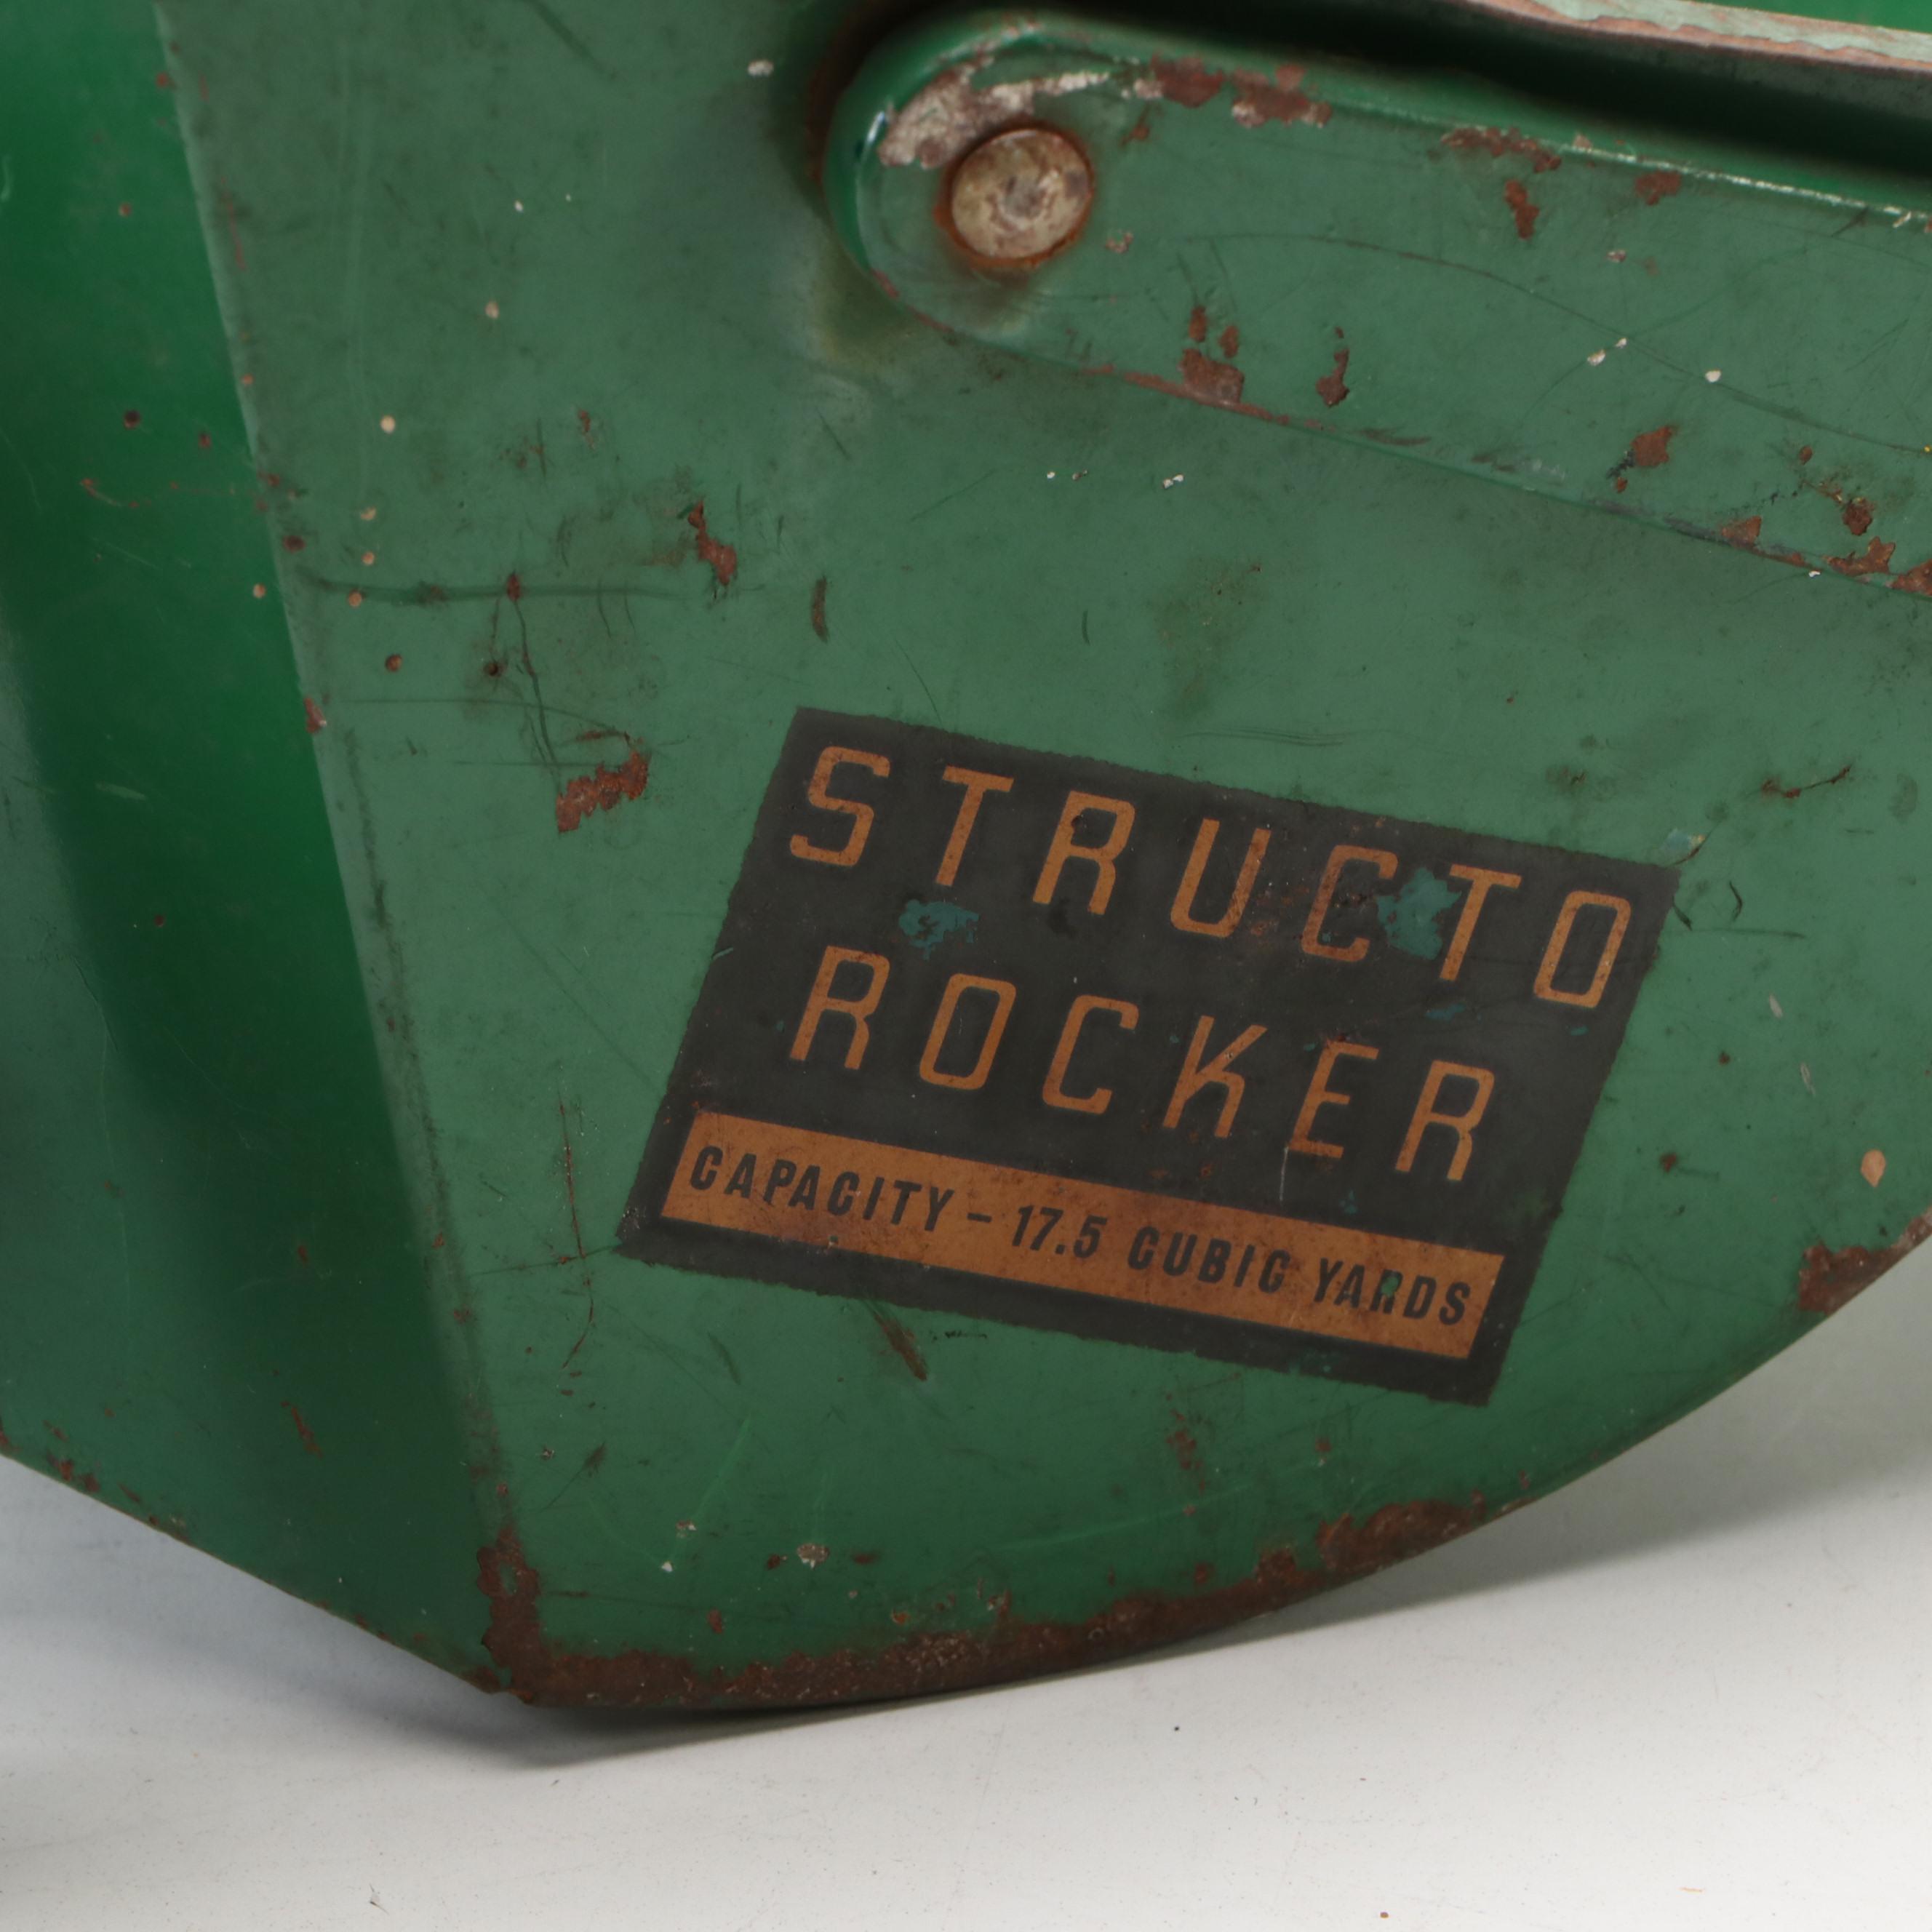 STRUCTO
ROCKER
CAPACITY – 17.5 CUBIC YARDS